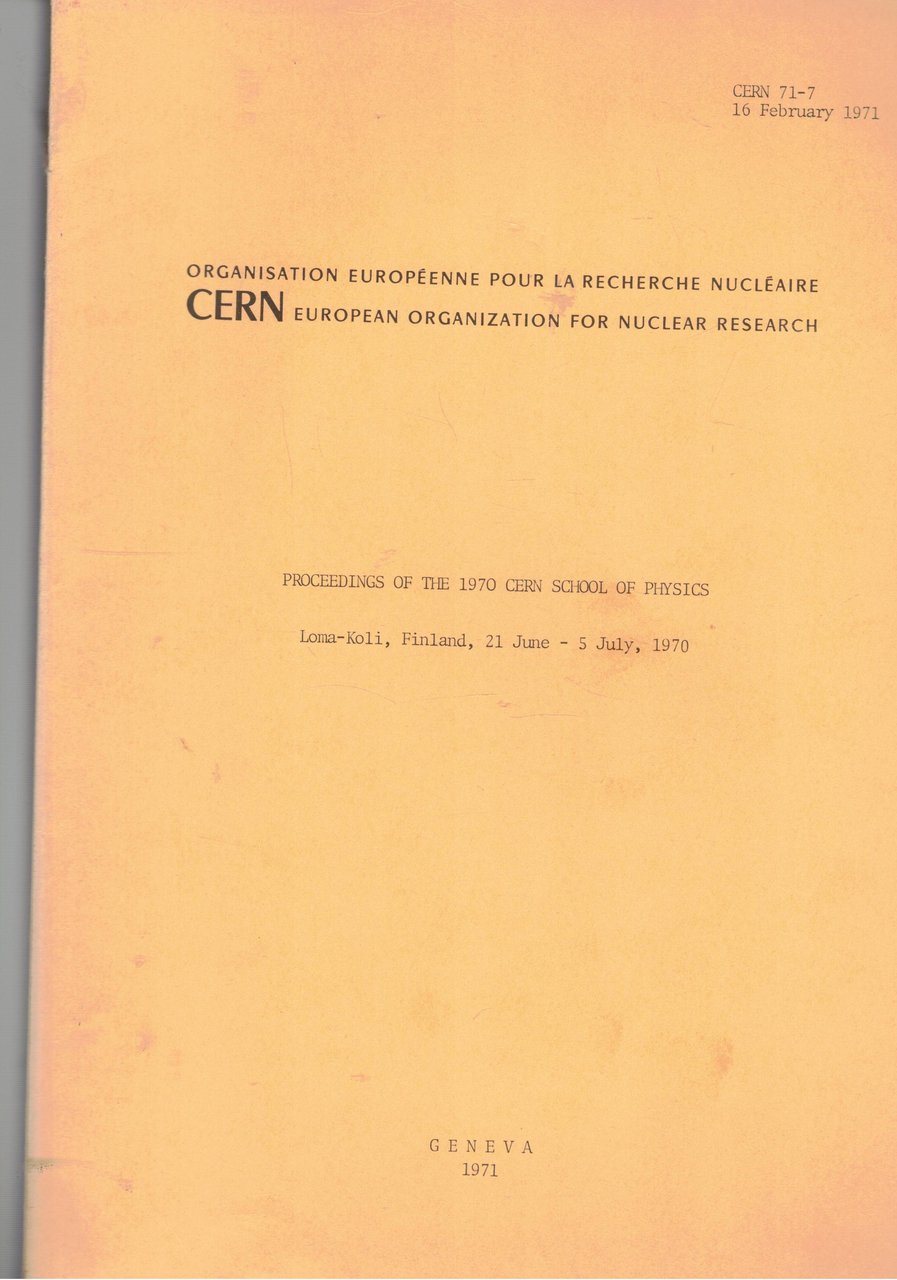 CERN 71-7
16 February 1971
ORGANISATION EUROPÉENNE POUR LA RECHERCHE NUCLÉAIRE
CERN EUROPEAN ORGANIZATION FOR NUCLEAR RESEARCH
PROCEEDINGS OF THE 1970 CERN SCHOOL OF PHYSICS
Loma-Koli, Finland, 21 June - 5 July, 1970
GENEVA
1971